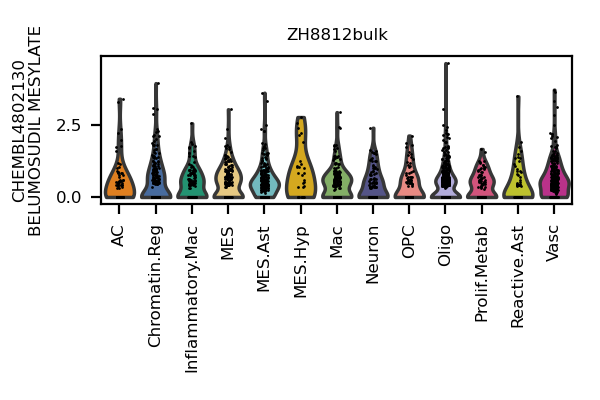 ZH8812bulk
CHEMBL4802130
BELUMOSUDIL MESYLATE
2.5
0.0
AC
Chromatin.Reg
Inflammatory.Mac
MES
MES.Ast
MES.Hyp
Mac
Neuron
OPC
Oligo
Prolif.Metab
Reactive.Ast
Vasc